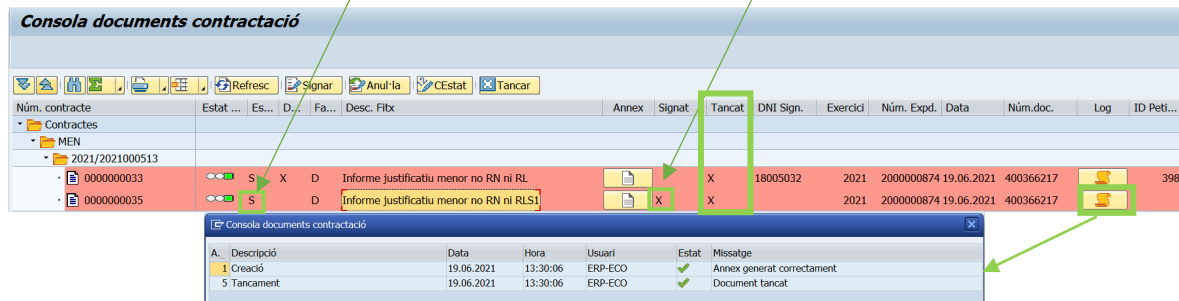 Consola documents contractació
Refresc Signar Anul·la CEstat Tancar
Núm. contracte Estat ... Es... D... Fa... Desc. Fitx Annex Signat Tancat DNI Sign. Exercici Núm. Expd. Data Núm.doc. Log ID Peti...
Contractes
MEN
2021/2021000513
0000000033 S X D Informe justificatiu menor no RN ni RL X 18005032 2021 2000000874 19.06.2021 400366217 398
0000000035 S D Informe justificatiu menor no RN ni RLS1 X X 2021 2000000874 19.06.2021 400366217
Consola documents contractació
A... Descripció Data Hora Usuari Estat Missatge
1 Creació 19.06.2021 13:30:06 ERP-ECO Annex generat correctament
5 Tancament 19.06.2021 13:30:06 ERP-ECO Document tancat